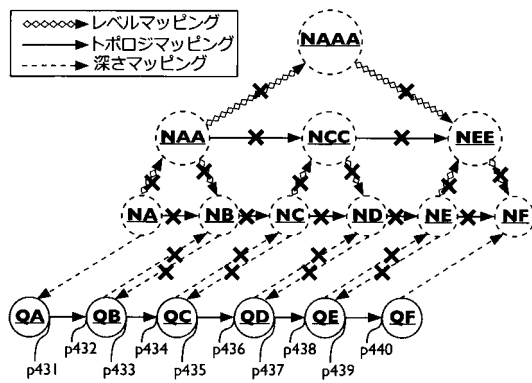 レベルマッピング
トポロジマッピング
深さマッピング
NAAA
NAA
NCC
NEE
NA
NB
NC
ND
NE
NF
QA
QB
QC
QD
QE
QF
p432
p434
p436
p438
p440
p431
p433
p435
p437
p439